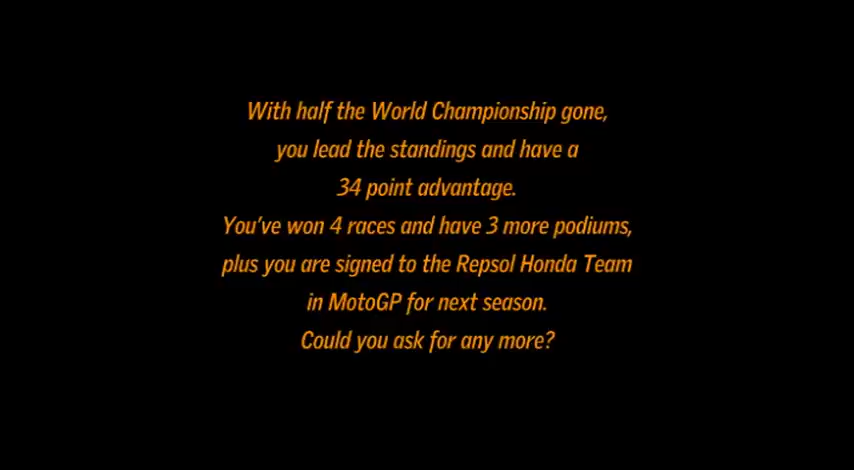 With half the World Championship gone,
you lead the standings and have a
34 point advantage.
You've won 4 races and have 3 more podiums,
plus you are signed to the Repsol Honda Team
in MotoGP for next season.
Could you ask for any more?